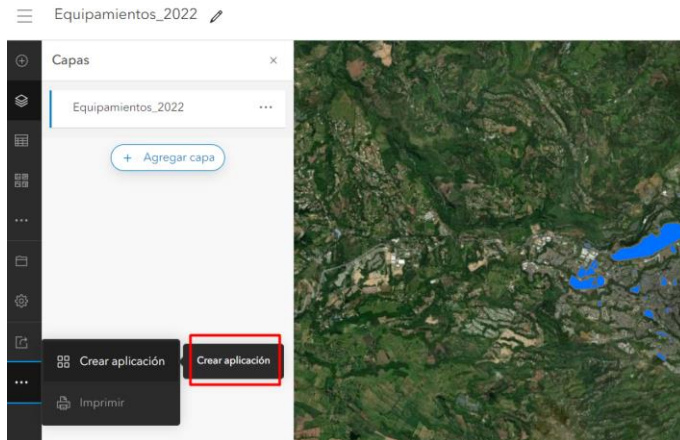 Equipamientos_2022
Capas
Equipamientos_2022
+ Agregar capa
Crear aplicación
Crear aplicación
Imprimir